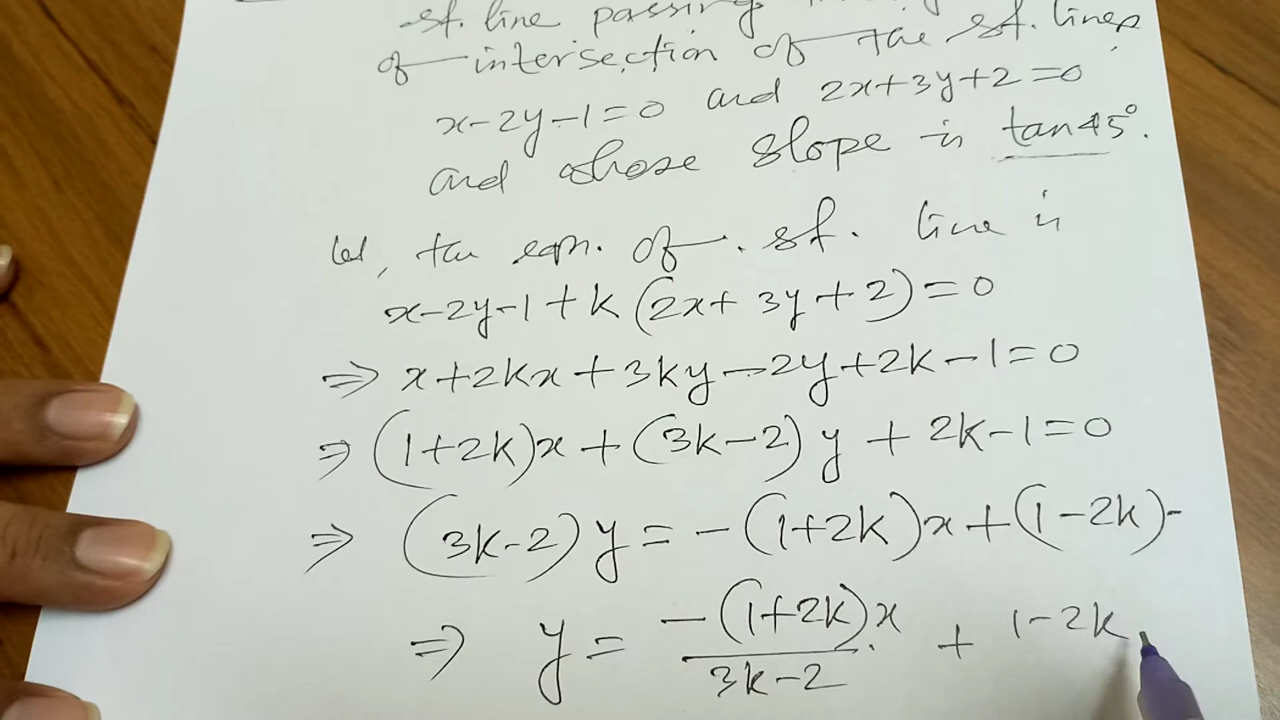 st. line passing
of intersection of the st. lines
x-2y-1=0 and 2x+3y+2=0
and whose slope is tan45°.
Let, the eqn. of st. line is
x-2y-1+k(2x+3y+2)=0
⇒ x+2kx+3ky-2y+2k-1=0
⇒ (1+2k)x+(3k-2)y+2k-1=0
⇒ (3k-2)y=-(1+2k)x+(1-2k)-
⇒ y = -(1+2k)x/3k-2 + 1-2k